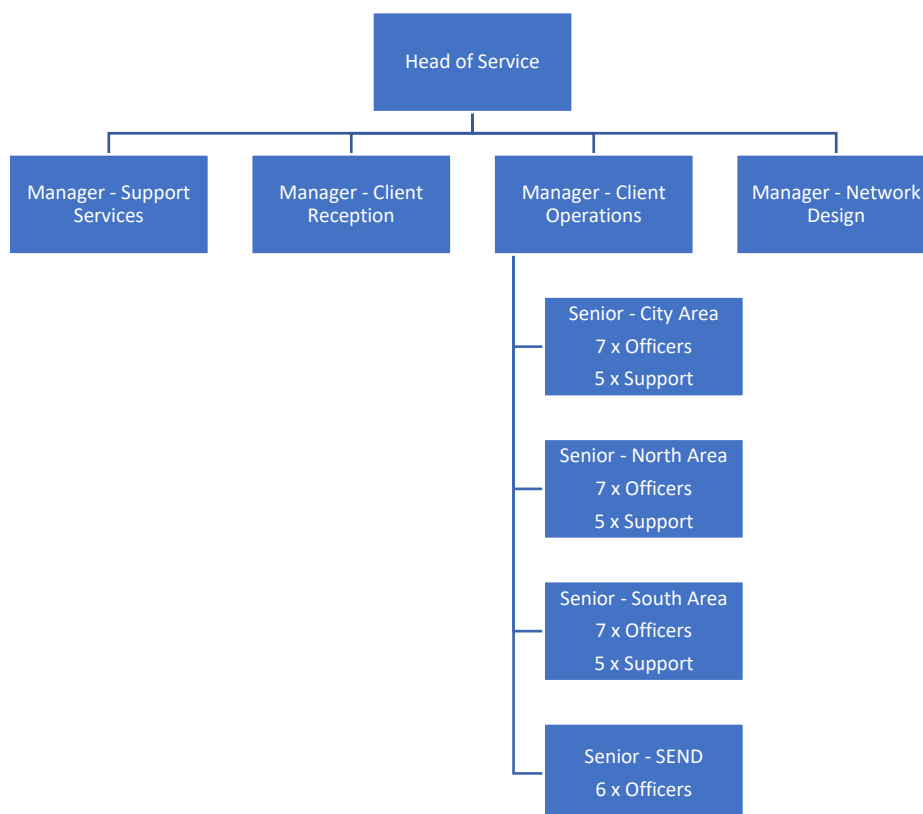 Head of Service
Manager - Support
Services
Manager - Client
Reception
Manager - Client
Operations
Manager - Network
Design
Senior - City Area
7 x Officers
5 x Support
Senior - North Area
7 x Officers
5 x Support
Senior - South Area
7 x Officers
5 x Support
Senior - SEND
6 x Officers